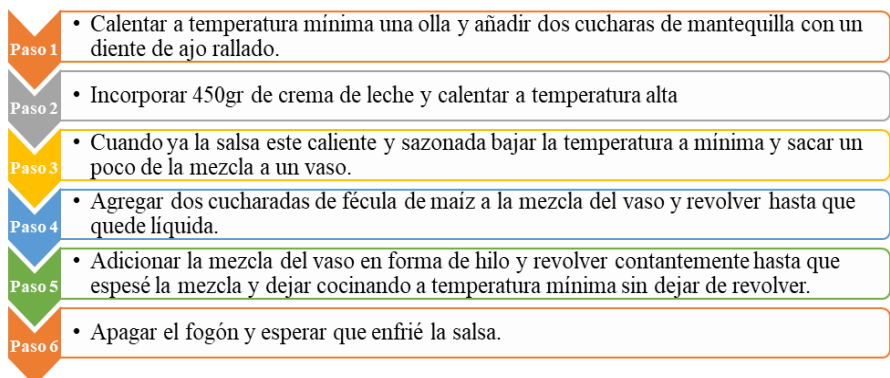 Paso 1
• Calentar a temperatura mínima una olla y añadir dos cucharas de mantequilla con un
diente de ajo rallado.
Paso 2
• Incorporar 450gr de crema de leche y calentar a temperatura alta
Paso 3
• Cuando ya la salsa este caliente y sazonada bajar la temperatura a mínima y sacar un
poco de la mezcla a un vaso.
Paso 4
• Agregar dos cucharadas de fécula de maíz a la mezcla del vaso y revolver hasta que
quede líquida.
Paso 5
• Adicionar la mezcla del vaso en forma de hilo y revolver contantemente hasta que
espesé la mezcla y dejar cocinando a temperatura mínima sin dejar de revolver.
Paso 6
• Apagar el fogón y esperar que enfrié la salsa.